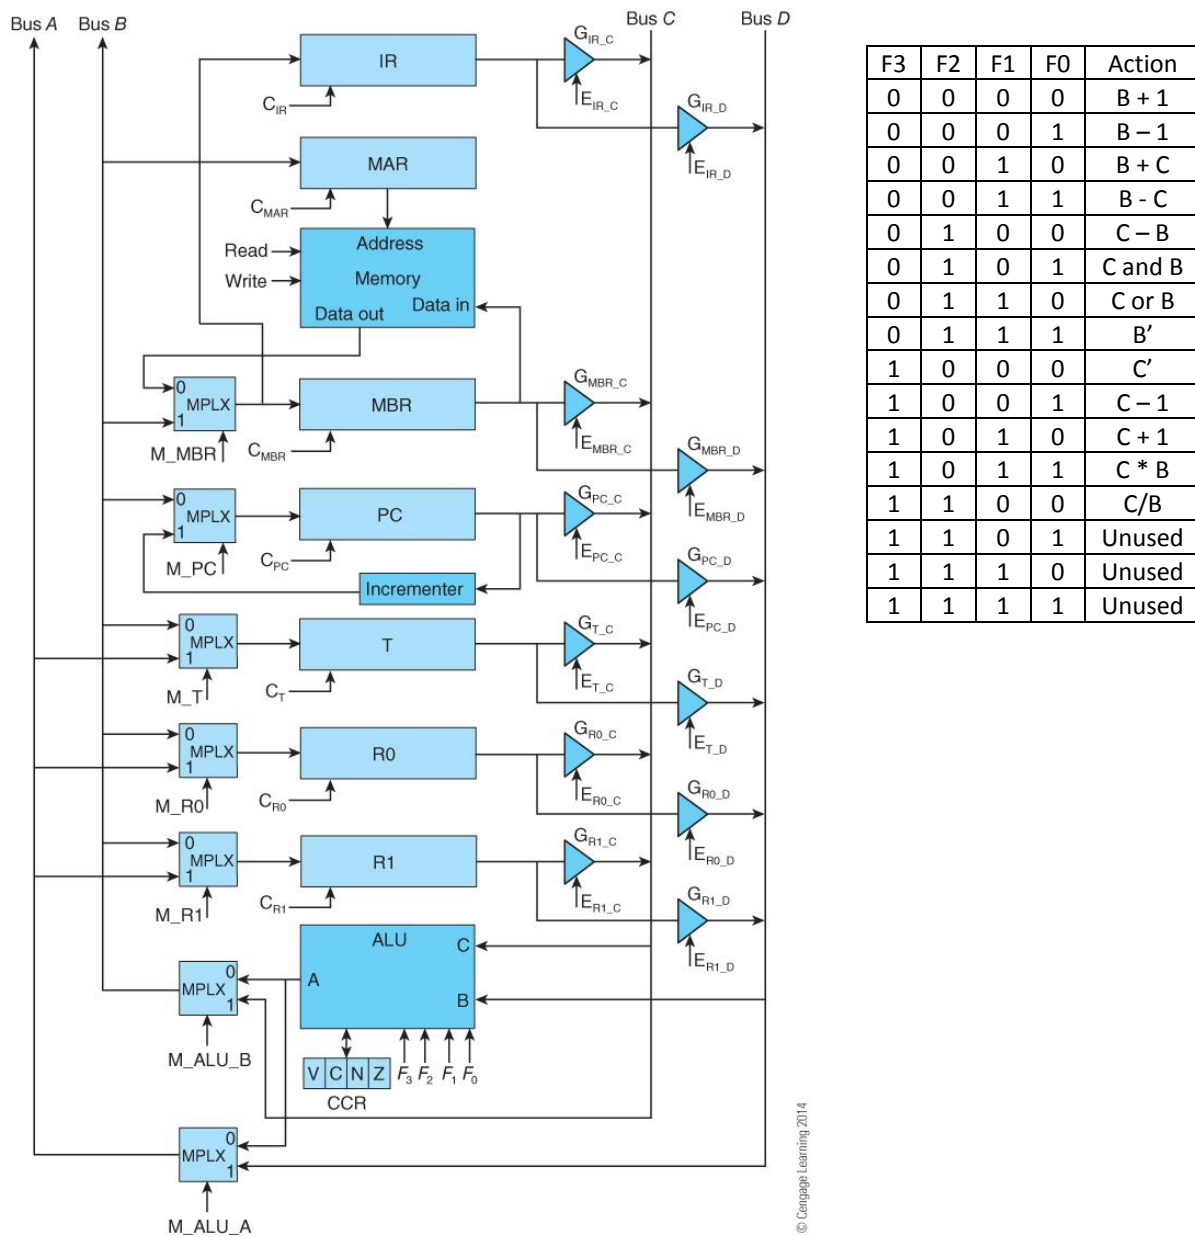 Bus A
Bus B
Bus C
Bus D
IR
C_IR
G_IR_C
E_IR_C
G_IR_D
E_IR_D
MAR
C_MAR
Read
Write
Address
Memory
Data in
Data out
0
MPLX
1
M_MBR
MBR
C_MBR
G_MBR_C
E_MBR_C
G_MBR_D
E_MBR_D
0
MPLX
1
M_PC
PC
C_PC
G_PC_C
E_PC_C
Incrementer
G_PC_D
E_PC_D
0
MPLX
1
M_T
T
C_T
G_T_C
E_T_C
G_T_D
E_T_D
0
MPLX
1
M_R0
R0
C_R0
G_R0_C
E_R0_C
G_R0_D
E_R0_D
0
MPLX
1
M_R1
R1
C_R1
G_R1_C
E_R1_C
G_R1_D
E_R1_D
ALU
C
A
B
0
MPLX
1
M_ALU_B
V C N Z
CCR
F3 F2 F1 F0
0
MPLX
1
M_ALU_A
© Cengage Learning 2014
F3 F2 F1 F0 Action
0 0 0 0 B + 1
0 0 0 1 B – 1
0 0 1 0 B + C
0 0 1 1 B - C
0 1 0 0 C – B
0 1 0 1 C and B
0 1 1 0 C or B
0 1 1 1 B’
1 0 0 0 C’
1 0 0 1 C – 1
1 0 1 0 C + 1
1 0 1 1 C * B
1 1 0 0 C/B
1 1 0 1 Unused
1 1 1 0 Unused
1 1 1 1 Unused